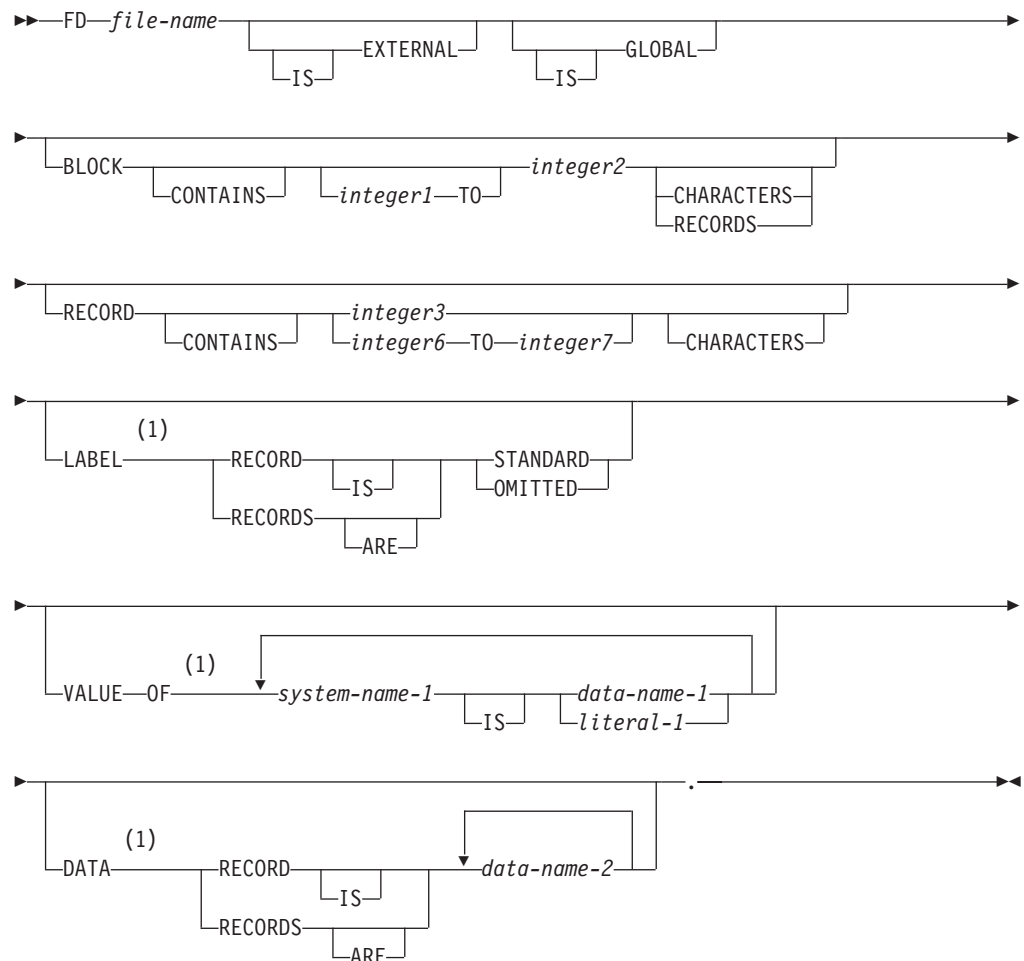 FD file-name EXTERNAL GLOBAL
IS IS
BLOCK integer2
CONTAINS integer1 TO CHARACTERS
RECORDS
RECORD integer3
CONTAINS integer6 TO integer7 CHARACTERS
(1)
LABEL RECORD STANDARD
IS OMITTED
RECORDS
ARE
(1)
VALUE OF system-name-1 data-name-1
IS literal-1
.
(1)
DATA RECORD data-name-2
IS
RECORDS
ARE